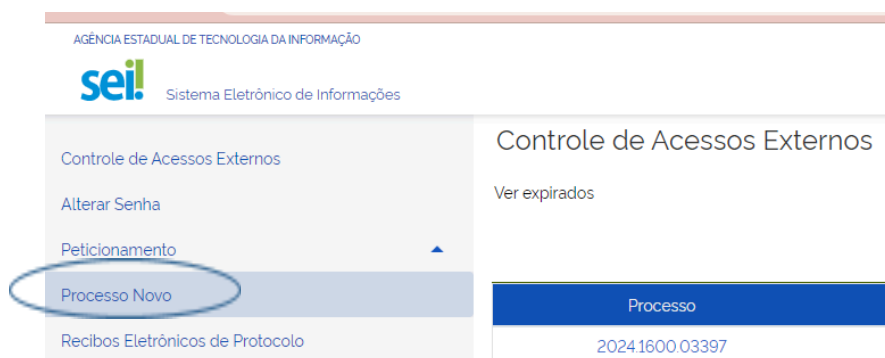 AGÊNCIA ESTADUAL DE TECNOLOGIA DA INFORMAÇÃO
sei!
Sistema Eletrônico de Informações
Controle de Acessos Externos
Alterar Senha
Peticionamento
Processo Novo
Recibos Eletrônicos de Protocolo
Controle de Acessos Externos
Ver expirados
Processo
2024.1600.03397